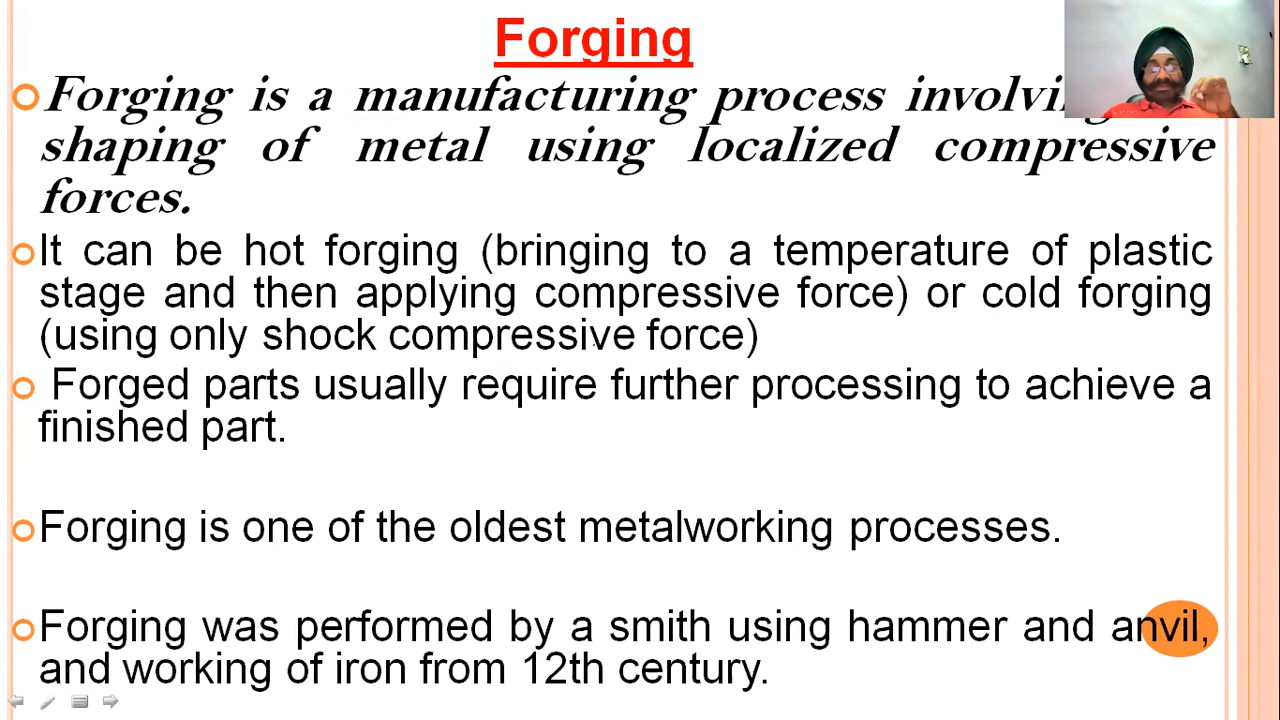 Forging
Forging is a manufacturing process
shaping of metal using localized compressive
forces.
It can be hot forging (bringing to a temperature of plastic
stage and then applying compressive force) or cold forging
(using only shock compressive force)
Forged parts usually require further processing to achieve a
finished part.
Forging is one of the oldest metalworking processes.
Forging was performed by a smith using hammer and anvil,
and working of iron from 12th century.